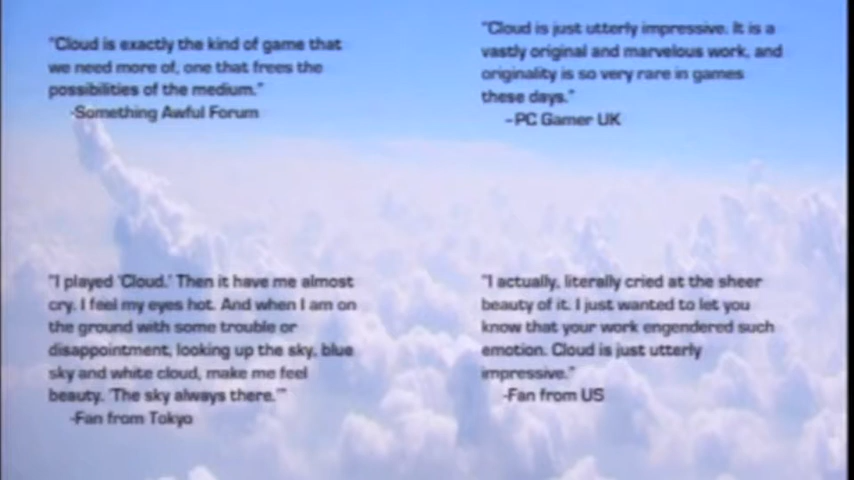 "Cloud is exactly the kind of game that
we need more of, one that frees the
possibilities of the medium."
-Something Awful Forum
"Cloud is just utterly impressive. It is a
vastly original and marvelous work, and
originality is so very rare in games
these days."
-PC Gamer UK
"I played 'Cloud.' Then it have me almost
cry. I feel my eyes hot. And when I am on
the ground with some trouble or
disappointment, looking up the sky, blue
sky and white cloud, make me feel
beauty. 'The sky always there.'"
-Fan from Tokyo
"I actually, literally cried at the sheer
beauty of it. I just wanted to let you
know that your work engendered such
emotion. Cloud is just utterly
impressive."
-Fan from US